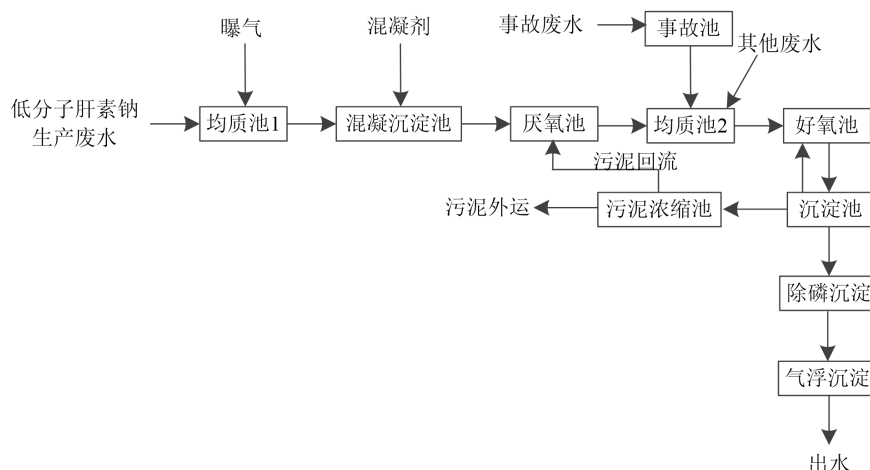 事故废水
事故池
曝气
混凝剂
其他废水
低分子肝素钠
生产废水
均质池1
混凝沉淀池
厌氧池
均质池2
好氧池
污泥回流
污泥外运
污泥浓缩池
沉淀池
除磷沉淀
气浮沉淀
出水